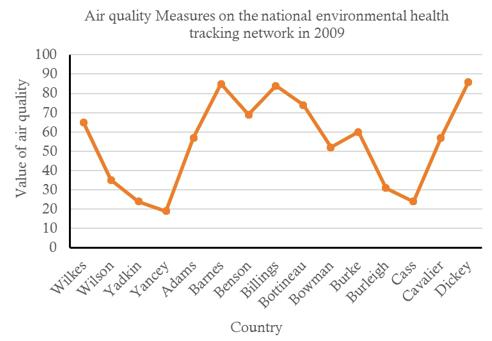 Air quality Measures on the national environmental health
tracking network in 2009
Value of air quality
100
90
80
70
60
50
40
30
20
10
0
Wilkes
Wilson
Yadkin
Yancey
Adams
Barnes
Benson
Billings
Bottineau
Bowman
Burke
Burleigh
Cass
Cavalier
Dickey
Country